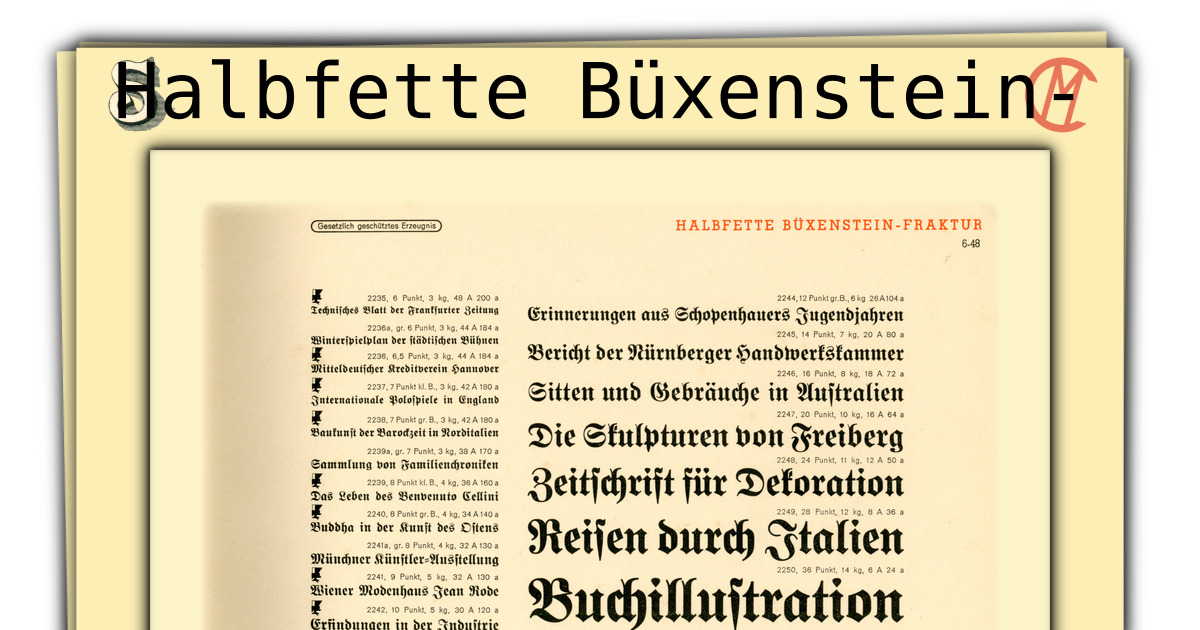 Halbfette Büxenstein-
Gesetzlich geschütztes Erzeugnis
HALBFETTE BÜXENSTEIN-FRAKTUR
6-48
2235, 6 Punkt, 3 kg, 48 A 200 a
Technisches Blatt der Frankfurter Zeitung
2236a, gr. 6 Punkt, 3 kg, 44 A 184 a
Winterspielplan der städtischen Bühnen
2236, 6,5 Punkt, 3 kg, 44 A 184 a
Mitteldeutscher Kreditverein Hannover
2237, 7 Punkt kl. B., 3 kg, 42 A 180 a
Internationale Polospiele in England
2238, 7 Punkt gr. B., 3 kg, 42 A 180 a
Baukunst der Barockzeit in Norditalien
2239a, gr. 7 Punkt, 3 kg, 38 A 170 a
Sammlung von Familienchroniken
2239, 8 Punkt kl. B., 4 kg, 36 A 160 a
Das Leben des Benvenuto Cellini
2240, 8 Punkt gr. B., 4 kg, 34 A 140 a
Buddha in der Kunst des Ostens
2241a, gr. 8 Punkt, 4 kg, 32 A 130 a
Münchner Künstler-Ausstellung
2241, 9 Punkt, 5 kg, 32 A 130 a
Wiener Modenhaus Jean Rode
2242, 10 Punkt, 5 kg, 30 A 120 a
Erfindungen in der Industrie
2244, 12 Punkt gr. B., 6 kg 26 A 104 a
Erinnerungen aus Schopenhauers Jugendjahren
2245, 14 Punkt, 7 kg, 20 A 80 a
Bericht der Nürnberger Handwerkskammer
2246, 16 Punkt, 8 kg, 18 A 72 a
Sitten und Gebräuche in Australien
2247, 20 Punkt, 10 kg, 16 A 64 a
Die Skulpturen von Freiberg
2248, 24 Punkt, 11 kg, 12 A 50 a
Zeitschrift für Dekoration
2249, 28 Punkt, 12 kg, 8 A 36 a
Reisen durch Italien
2250, 36 Punkt, 14 kg, 6 A 24 a
Buchillustration